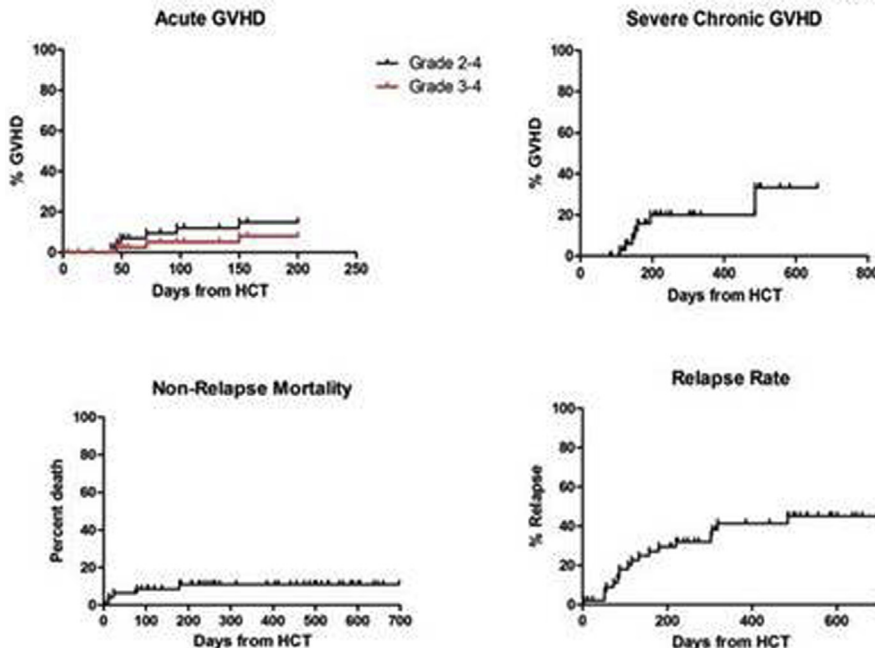 Acute GVHD
100
80
60
40
20
0
% GVHD
0 50 100 150 200 250
Days from HCT
Grade 2-4
Grade 3-4
Severe Chronic GVHD
100
80
60
40
20
0
% GVHD
0 200 400 600 800
Days from HCT
Non-Relapse Mortality
100
80
60
40
20
0
Percent death
0 100 200 300 400 500 600 700
Days from HCT
Relapse Rate
100
80
60
40
20
0
% Relapse
0 200 400 600
Days from HCT